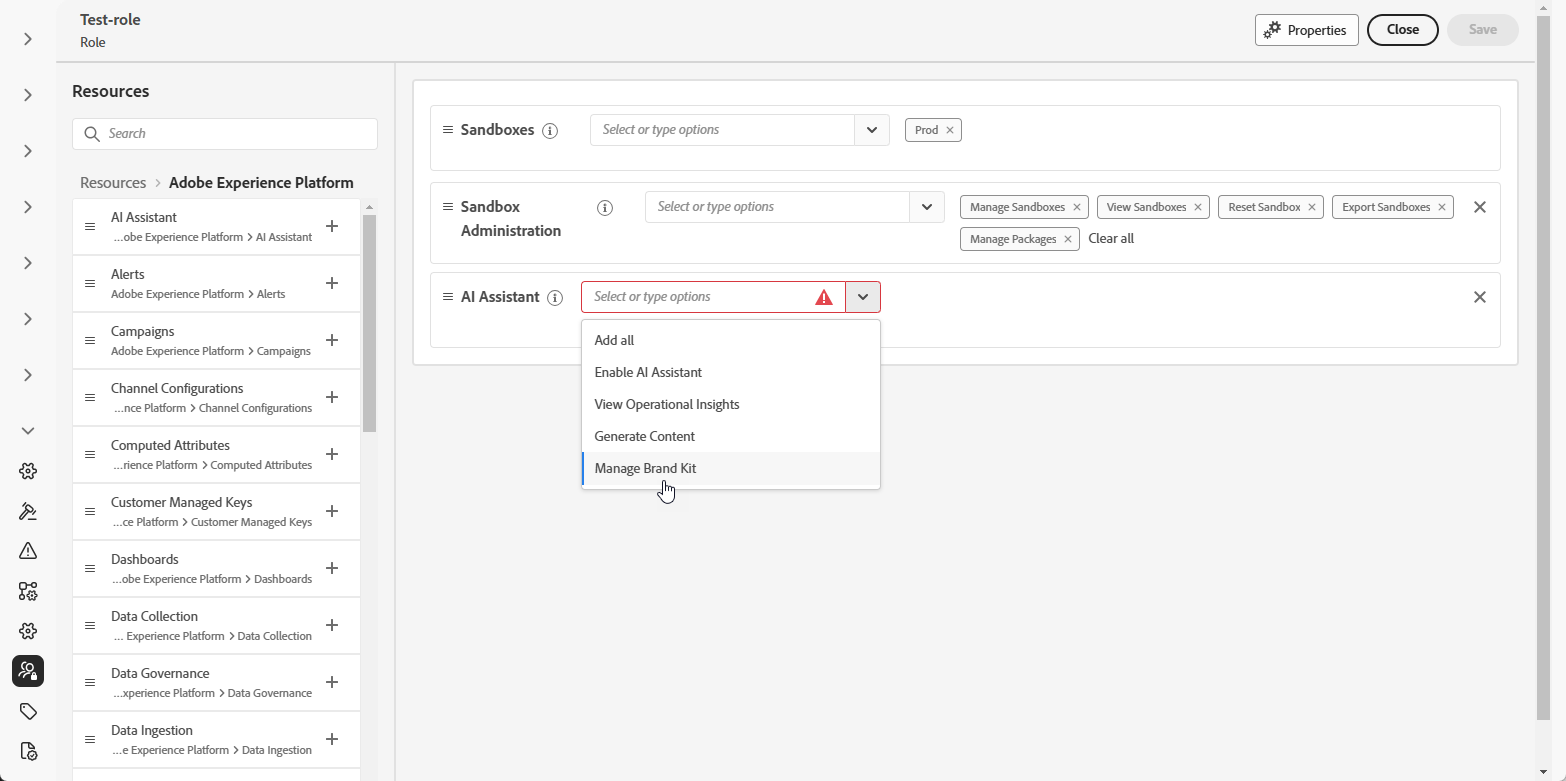 Test-role
Role
Properties
Close
Save
Resources
Search
Resources > Adobe Experience Platform
AI Assistant
...obe Experience Platform > AI Assistant
Alerts
Adobe Experience Platform > Alerts
Campaigns
Adobe Experience Platform > Campaigns
Channel Configurations
...nce Platform > Channel Configurations
Computed Attributes
...rience Platform > Computed Attributes
Customer Managed Keys
...ce Platform > Customer Managed Keys
Dashboards
...obe Experience Platform > Dashboards
Data Collection
... Experience Platform > Data Collection
Data Governance
...xperience Platform > Data Governance
Data Ingestion
...e Experience Platform > Data Ingestion
Sandboxes
Select or type options
Prod
Sandbox
Administration
Select or type options
Manage Sandboxes
View Sandboxes
Reset Sandbox
Export Sandboxes
Manage Packages
Clear all
AI Assistant
Select or type options
Add all
Enable AI Assistant
View Operational Insights
Generate Content
Manage Brand Kit